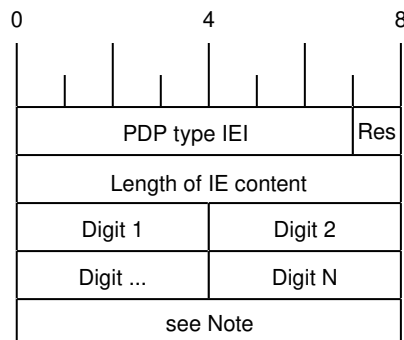 0 4 8
PDP type IEI Res
Length of IE content
Digit 1 Digit 2
Digit ... Digit N
see Note